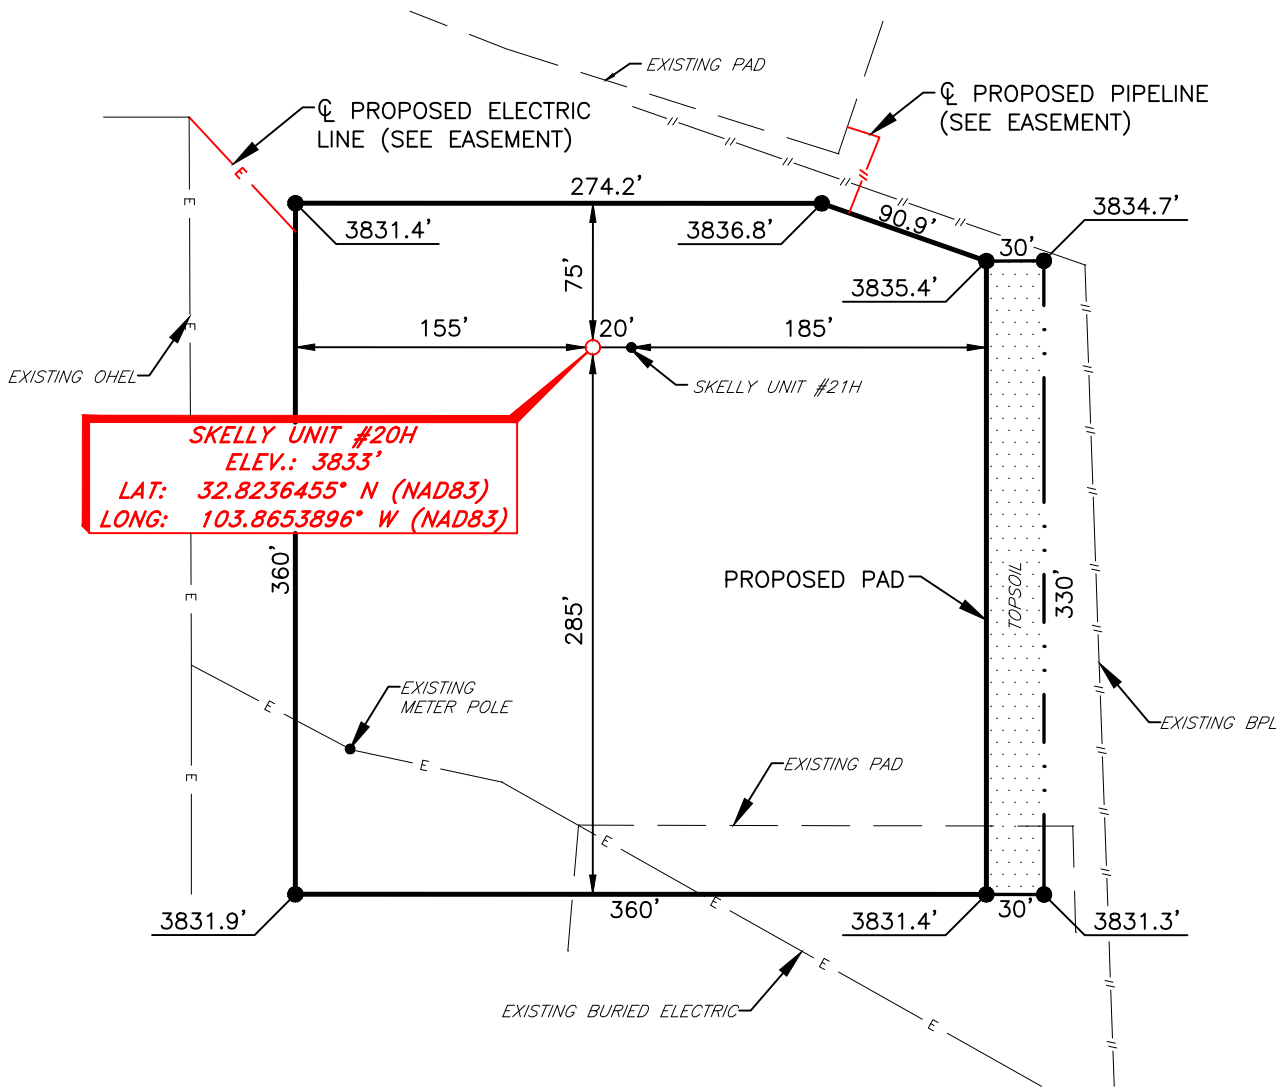 EXISTING PAD
℄ PROPOSED ELECTRIC
LINE (SEE EASEMENT)
℄ PROPOSED PIPELINE
(SEE EASEMENT)
274.2'
90.9'
3834.7'
3831.4'
3836.8'
30'
3835.4'
75'
155'
20'
185'
EXISTING OHEL
SKELLY UNIT #21H
SKELLY UNIT #20H
ELEV.: 3833'
LAT: 32.8236455° N (NAD83)
LONG: 103.8653896° W (NAD83)
360'
285'
PROPOSED PAD
TOPSOIL
330'
EXISTING
METER POLE
EXISTING BPL
EXISTING PAD
3831.9'
360'
3831.4'
30'
3831.3'
EXISTING BURIED ELECTRIC
E
E
E
E
E
E
E
E
E
E
E